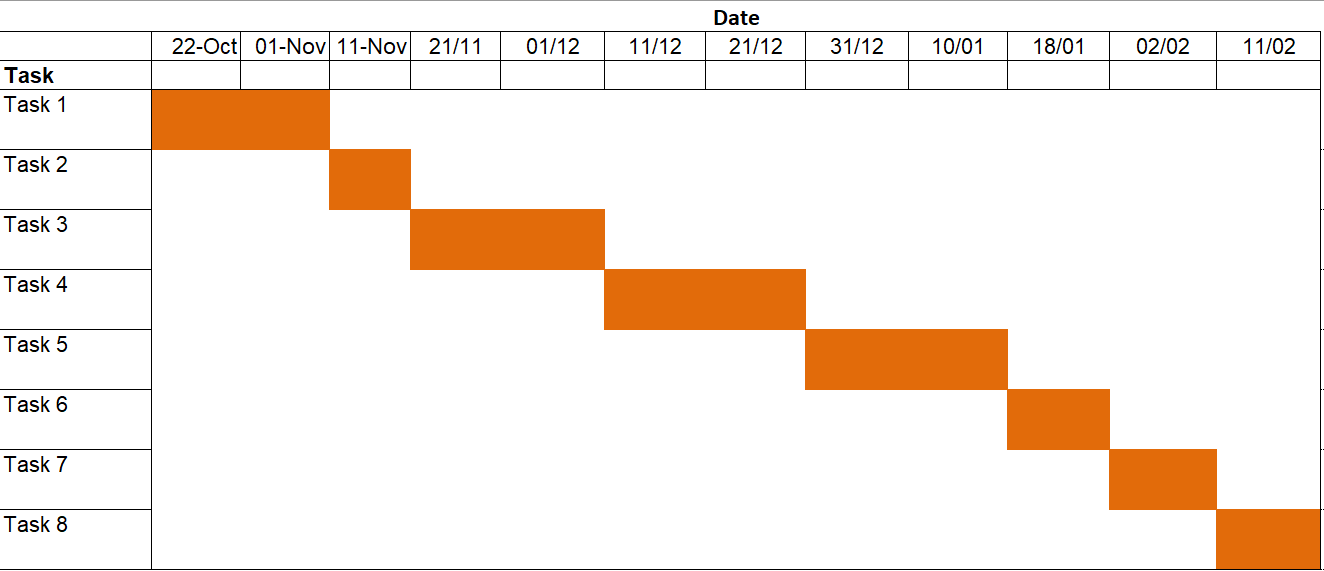 Date
22-Oct 01-Nov 11-Nov 21/11 01/12 11/12 21/12 31/12 10/01 18/01 02/02 11/02
Task
Task 1
Task 2
Task 3
Task 4
Task 5
Task 6
Task 7
Task 8